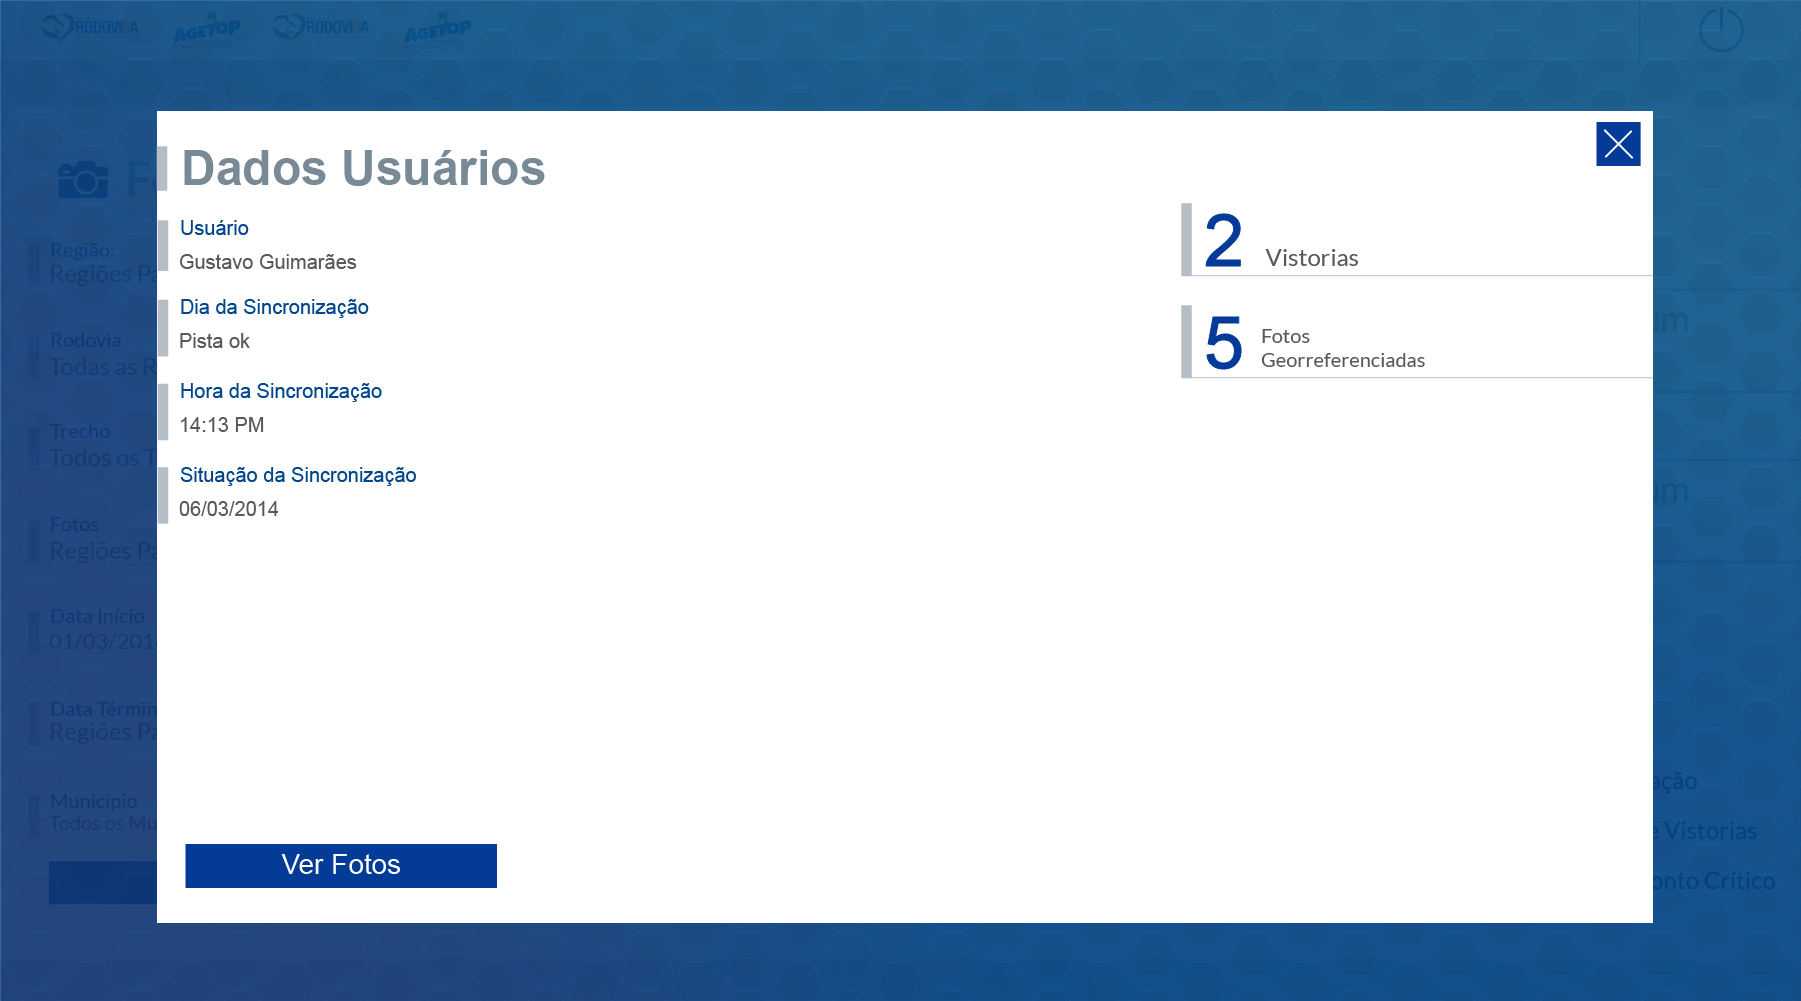 RODOVIDA
AGETOP
RODOVIDA
AGETOP
Dados Usuários
Usuário
Gustavo Guimarães
Dia da Sincronização
Pista ok
Hora da Sincronização
14:13 PM
Situação da Sincronização
06/03/2014
Ver Fotos
2 Vistorias
5 Fotos
Georreferenciadas
Região:
Regiões Pa
Rodovia
Todas as R
Trecho
Todos os T
Fotos
Regiões Pa
Data Início
01/03/2014
Data Términ
Regiões Pa
Município
Todos os Mu
um
um
ação
e Vistorias
onto Crítico